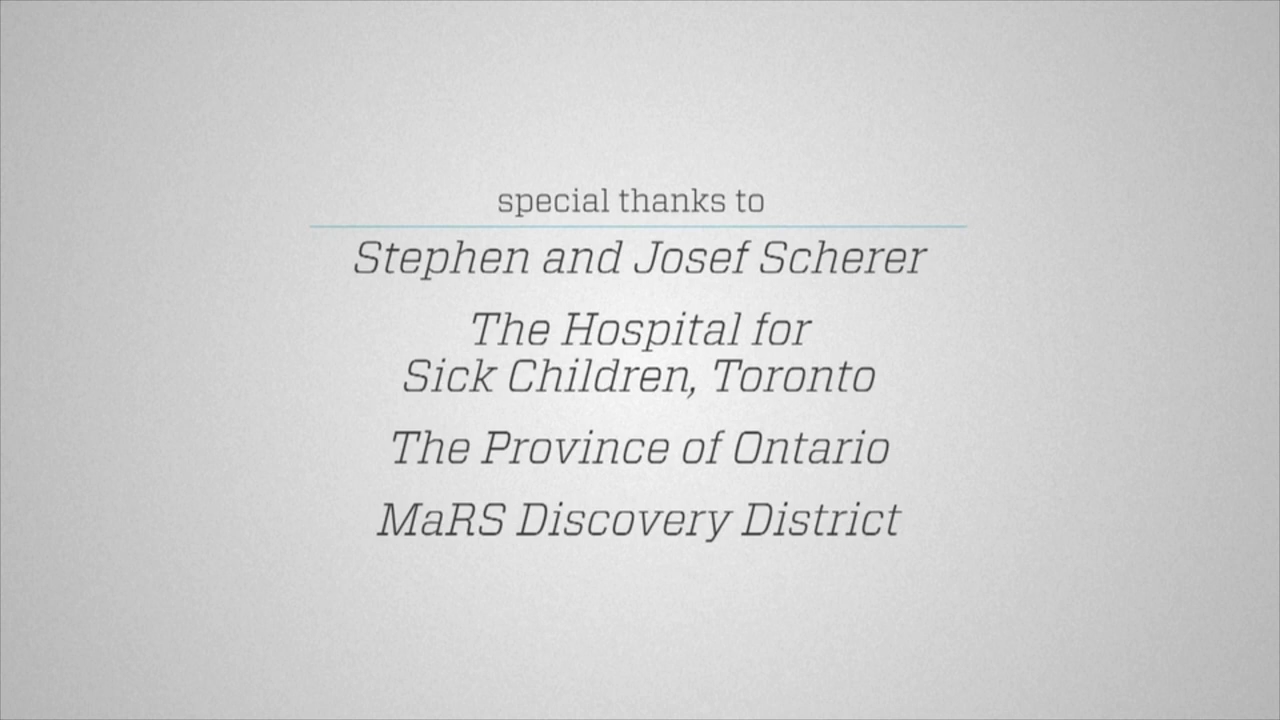 special thanks to
Stephen and Josef Scherer
The Hospital for
Sick Children, Toronto
The Province of Ontario
MaRS Discovery District